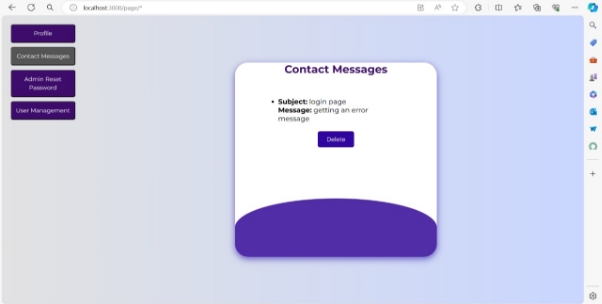 localhost:3000/page/*
Profile
Contact Messages
Admin Reset
Password
User Management
Contact Messages
• Subject: login page
Message: getting an error
message
Delete